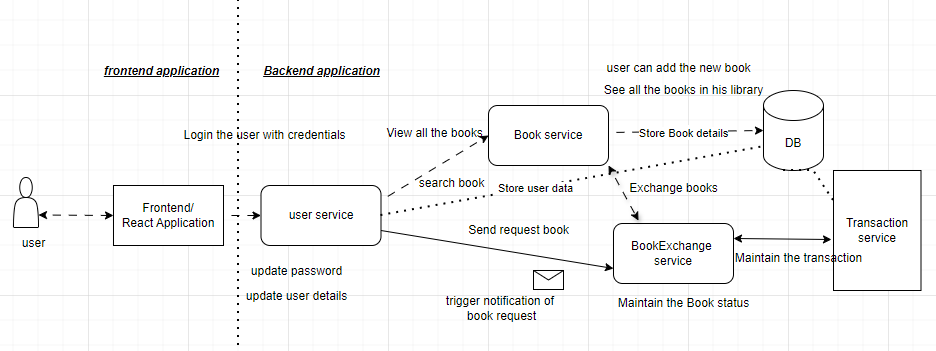 frontend application
Backend application
user can add the new book
See all the books in his library
Login the user with credentials
View all the books
Book service
Store Book details
DB
search book
Store user data
Exchange books
user
Frontend/
React Application
user service
Send request book
BookExchange
service
Transaction
service
Maintain the transaction
update password
update user details
trigger notification of
book request
Maintain the Book status